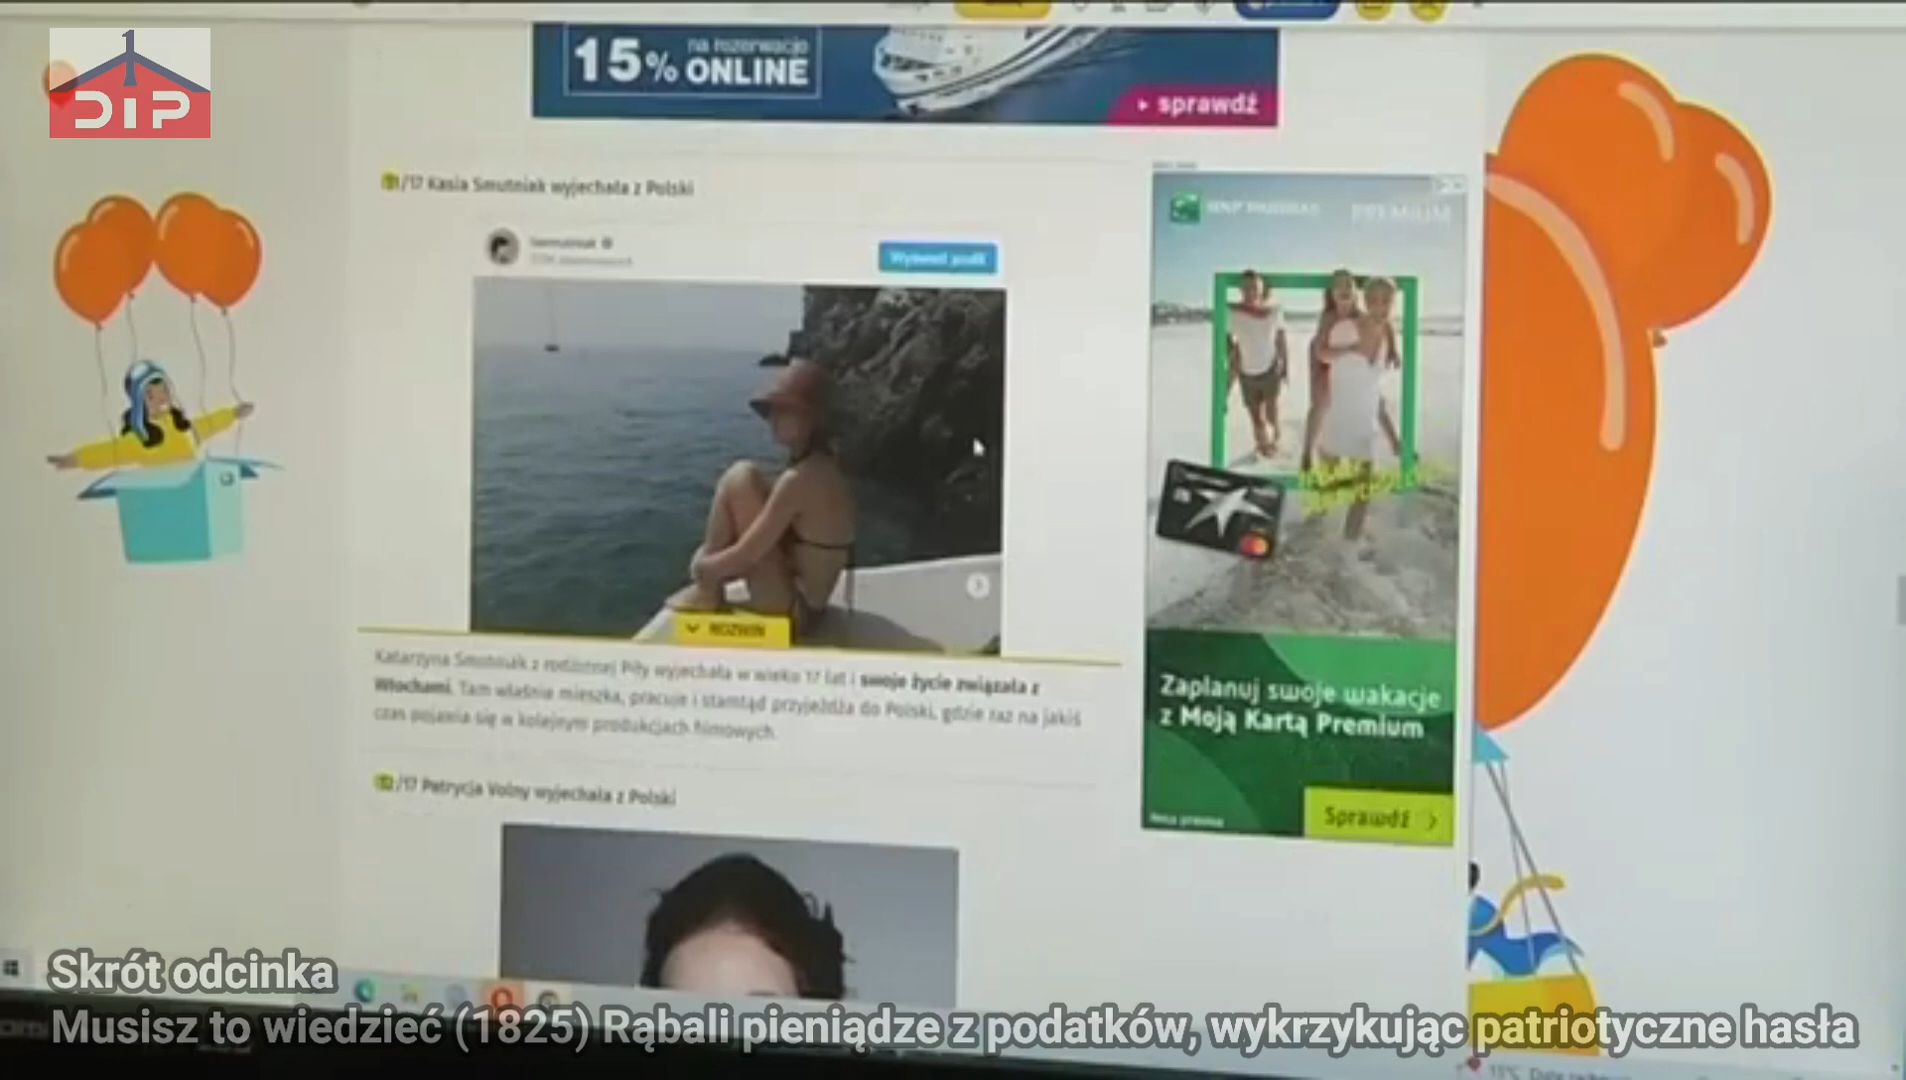 DIP
15% na rezerwacje
ONLINE
sprawdź
/17 Kasia Smutniak wyjechała z Polski
Wyświetl profil
BNP PARIBAS PREMIUM
ROZWIŃ
Katarzyna Smutniak z rodzinnej Piły wyjechała w wieku 17 lat i swoje życie związała z
Włochami. Tam właśnie mieszka, pracuje i stamtąd przyjeżdża do Polski, gdzie raz na jakiś
czas pojawia się w kolejnym produkcjach filmowych.
Zaplanuj swoje wakacje
z Moją Kartą Premium
Sprawdź
/17 Patrycja Volny wyjechała z Polski
Skrót odcinka
Musisz to wiedzieć (1825) Rąbali pieniądze z podatków, wykrzykując patriotyczne hasła
15°C